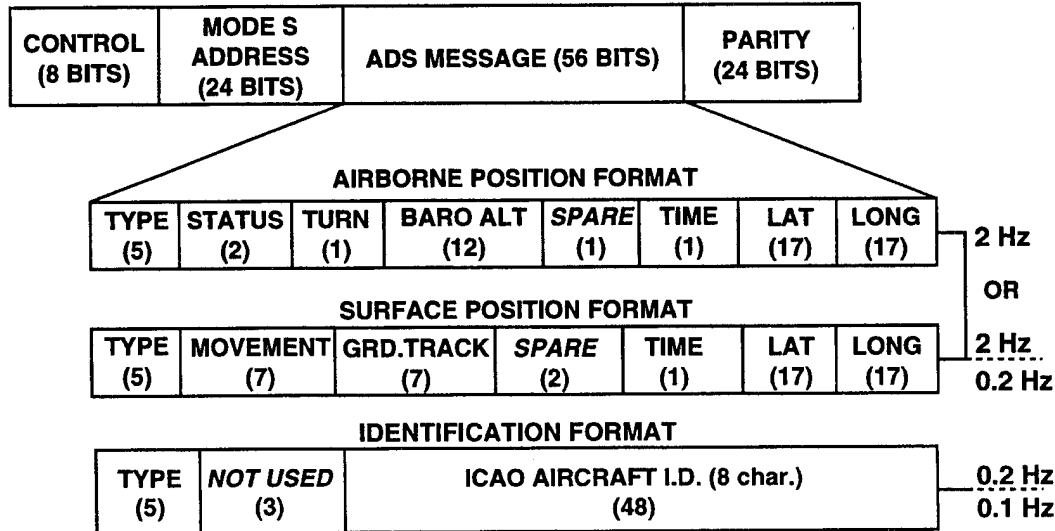 CONTROL (8 BITS) MODE S ADDRESS (24 BITS) ADS MESSAGE (56 BITS) PARITY (24 BITS)
AIRBORNE POSITION FORMAT
TYPE (5) STATUS (2) TURN (1) BARO ALT (12) SPARE (1) TIME (1) LAT (17) LONG (17) 2 Hz
OR
SURFACE POSITION FORMAT
TYPE (5) MOVEMENT (7) GRD.TRACK (7) SPARE (2) TIME (1) LAT (17) LONG (17) 2 Hz
0.2 Hz
IDENTIFICATION FORMAT
TYPE (5) NOT USED (3) ICAO AIRCRAFT I.D. (8 char.) (48) 0.2 Hz
0.1 Hz